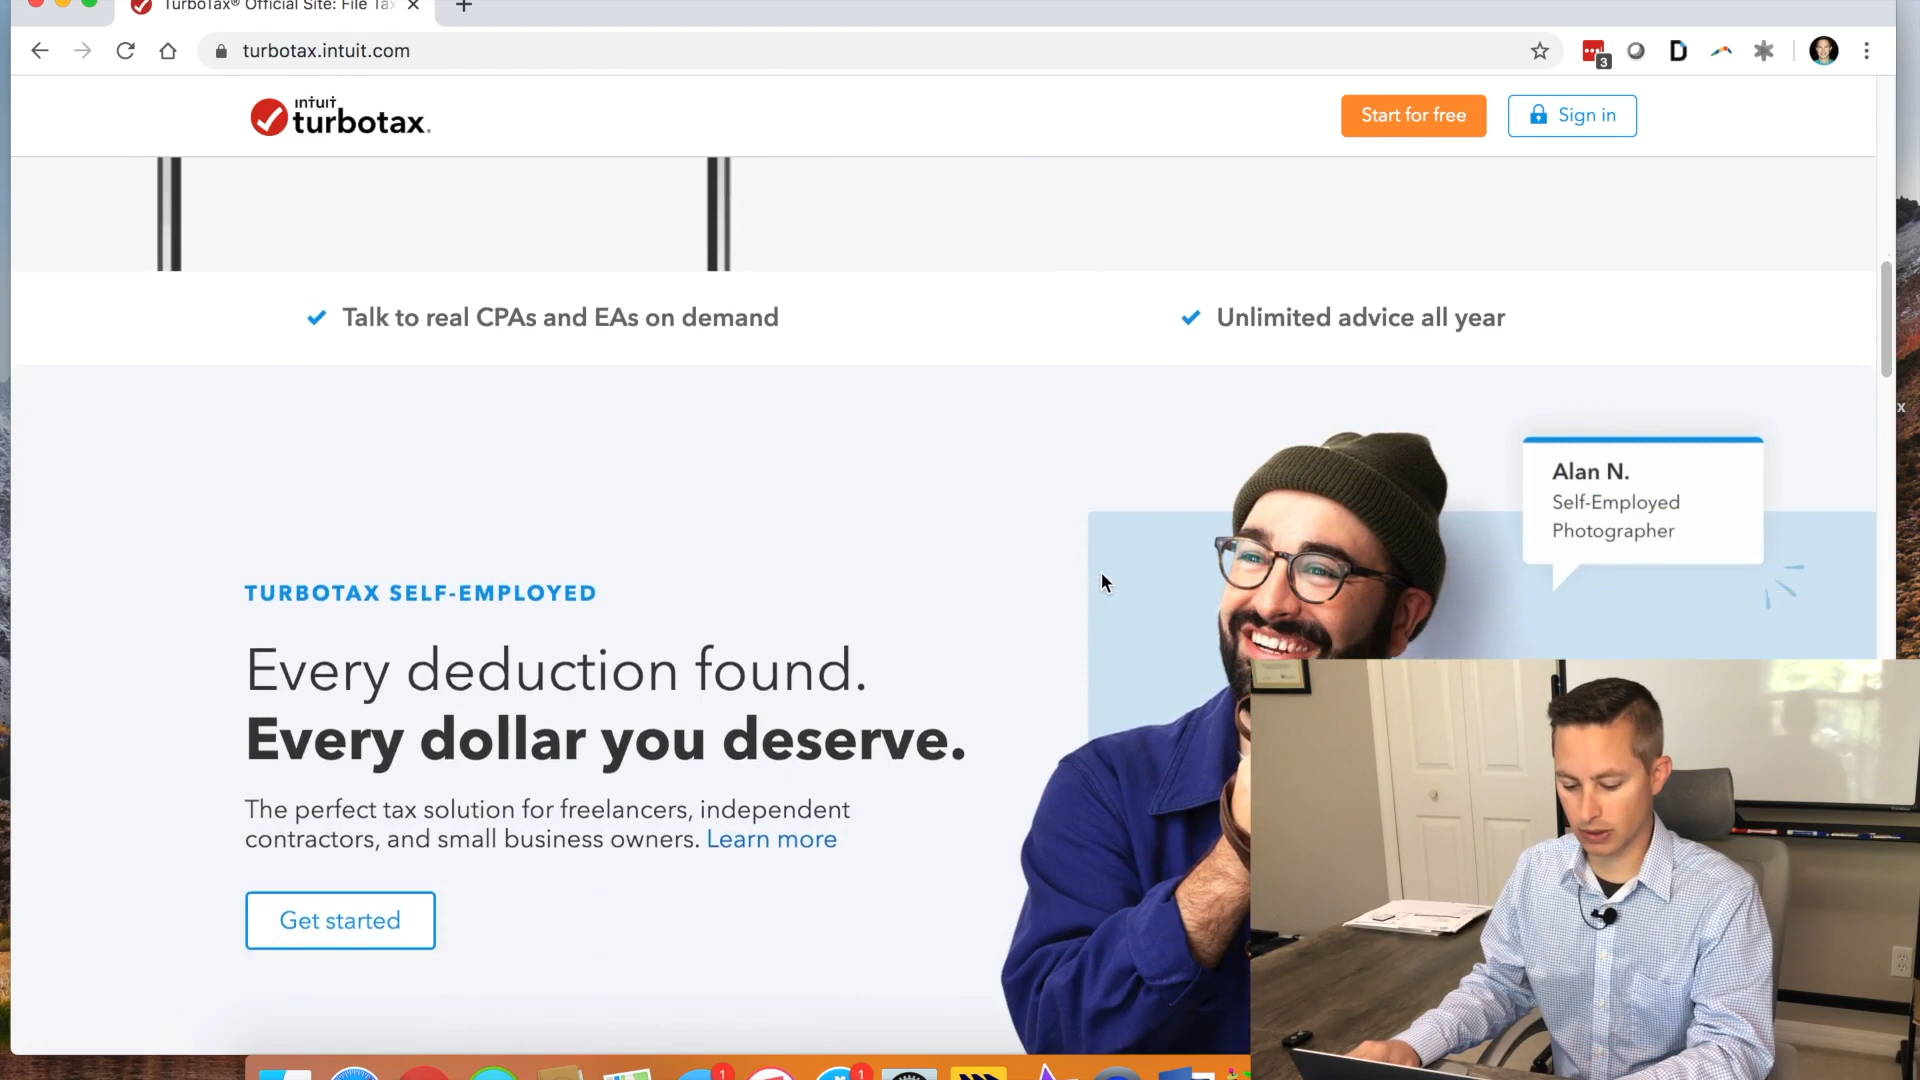 TurboTax® Official Site: File Tax
turbotax.intuit.com
3
intuit
turbotax.
Start for free
Sign in
Talk to real CPAs and EAs on demand
Unlimited advice all year
Alan N.
Self-Employed
Photographer
TURBOTAX SELF-EMPLOYED
Every deduction found.
Every dollar you deserve.
The perfect tax solution for freelancers, independent
contractors, and small business owners. Learn more
Get started
1
1
x